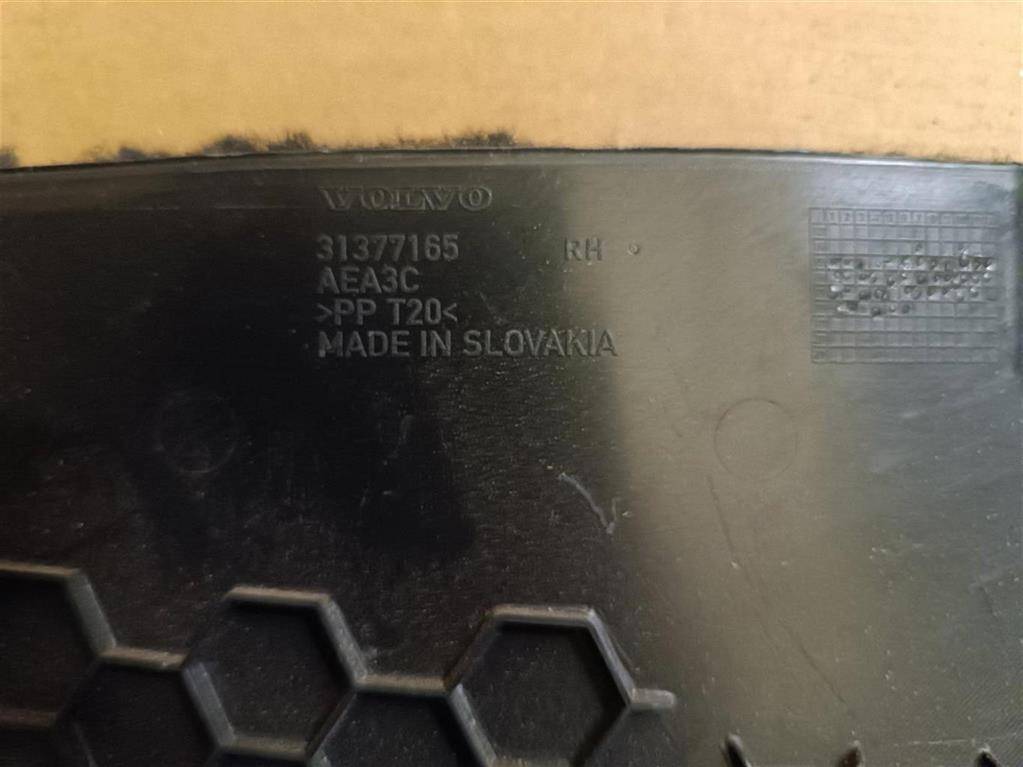 VOLVO
31377165 RH
AEA3C
>PP T20<
MADE IN SLOVAKIA